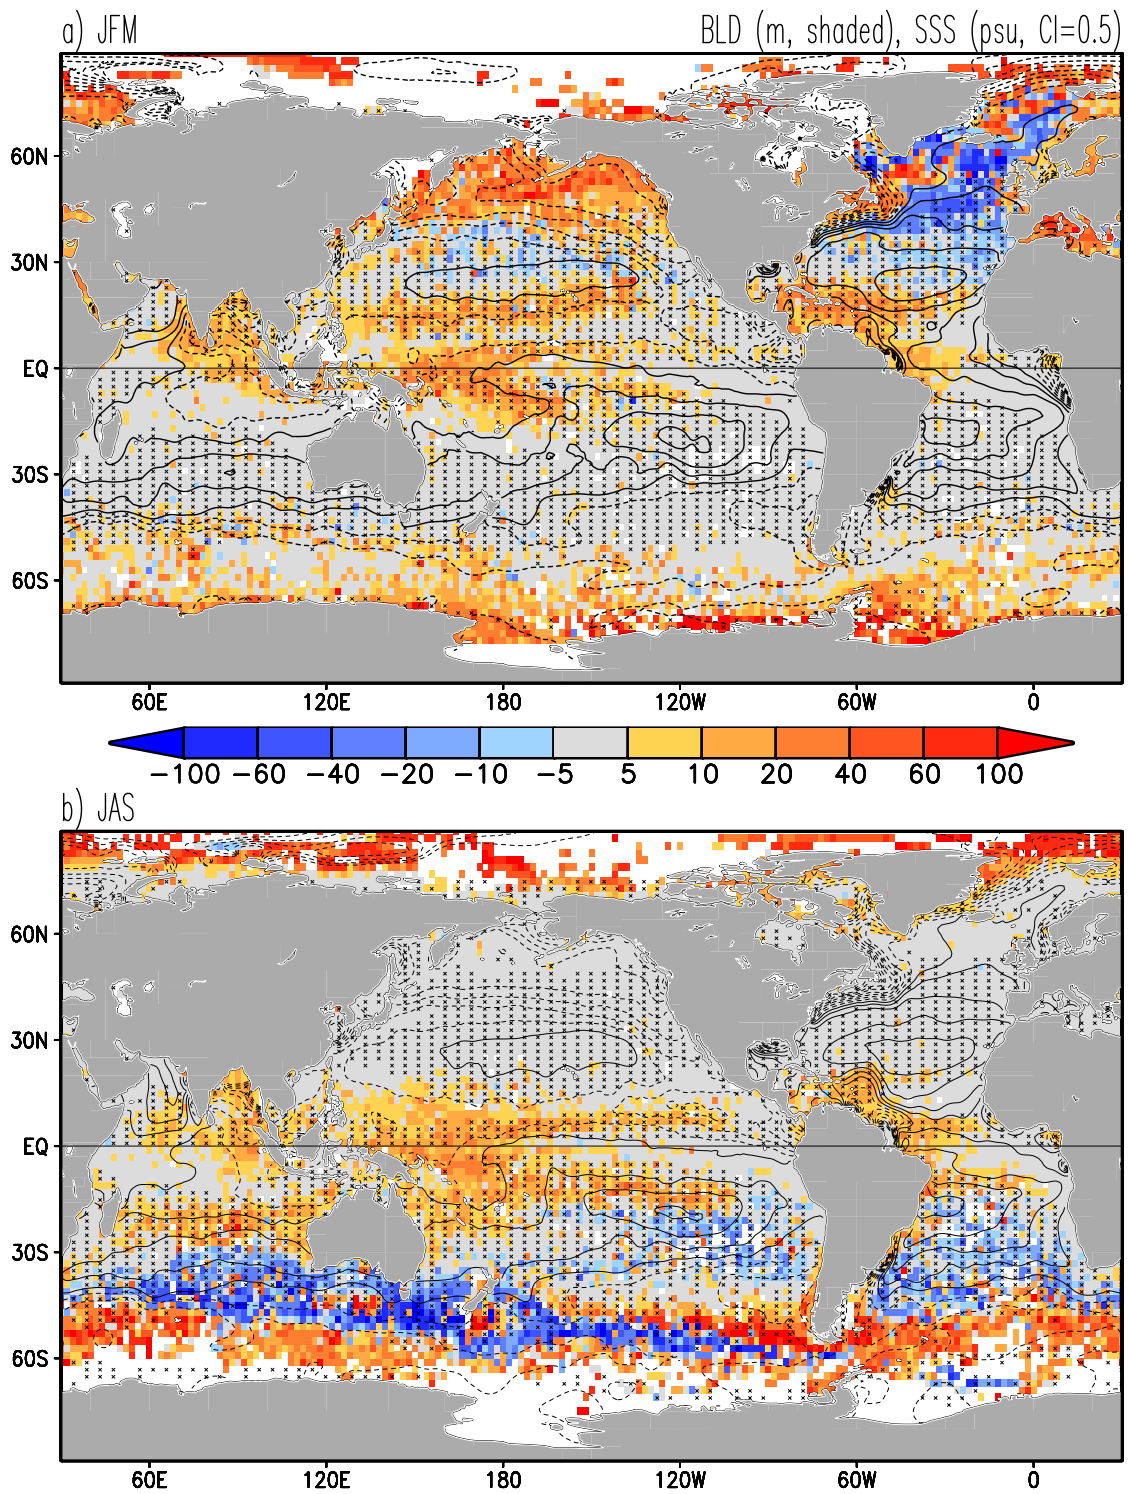 a) JFM BLD (m, shaded), SSS (psu, CI=0.5)
60N
30N
EQ
30S
60S
60E 120E 180 120W 60W 0
−100 −60 −40 −20 −10 −5 5 10 20 40 60 100
b) JAS
60N
30N
EQ
30S
60S
60E 120E 180 120W 60W 0